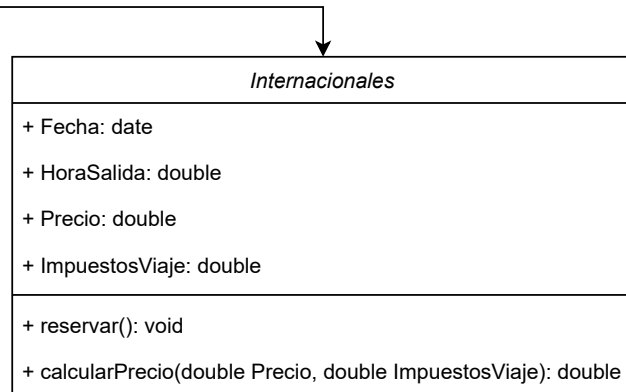 Internacionales
+ Fecha: date
+ HoraSalida: double
+ Precio: double
+ ImpuestosViaje: double
+ reservar(): void
+ calcularPrecio(double Precio, double ImpuestosViaje): double